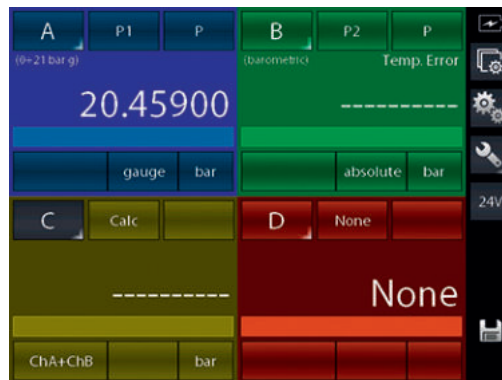 A P1 P
(0÷21 bar g)
20.45900
gauge bar
B P2 P
(barometric) Temp. Error
----------
absolute bar
C Calc
----------
ChA+ChB bar
D None
None
24V